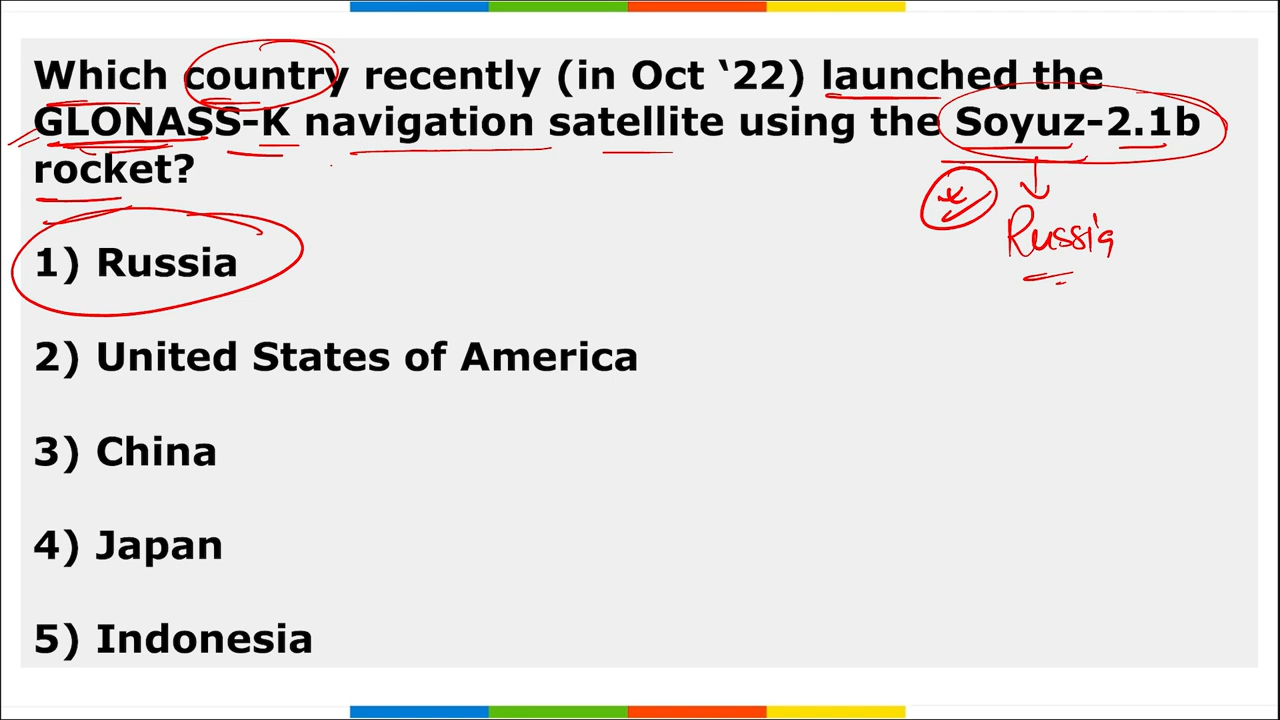 Which country recently (in Oct ‘22) launched the
GLONASS-K navigation satellite using the Soyuz-2.1b
rocket?
Russia
1) Russia
2) United States of America
3) China
4) Japan
5) Indonesia